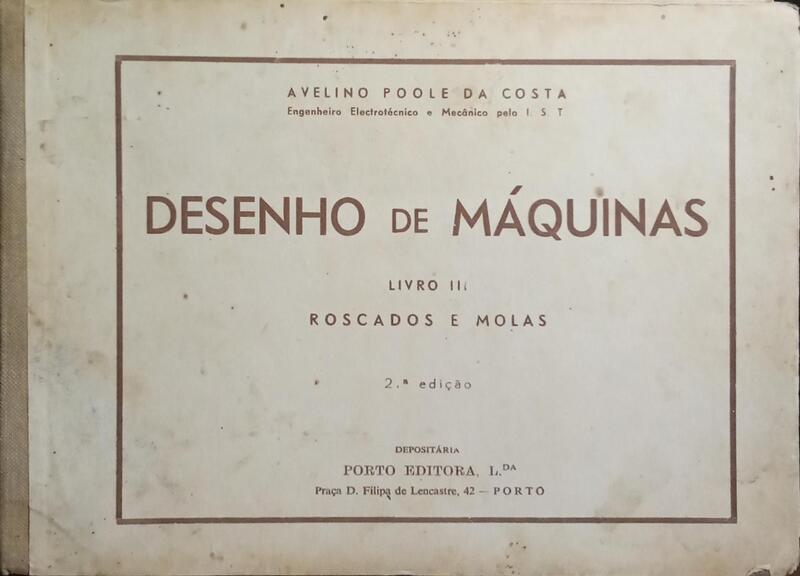 AVELINO POOLE DA COSTA
Engenheiro Electrotécnico e Mecânico pelo I. S. T
DESENHO DE MÁQUINAS
LIVRO III
ROSCADOS E MOLAS
2.ª edição
DEPOSITÁRIA
PORTO EDITORA, L.DA
Praça D. Filipa de Lencastre, 42 — PORTO